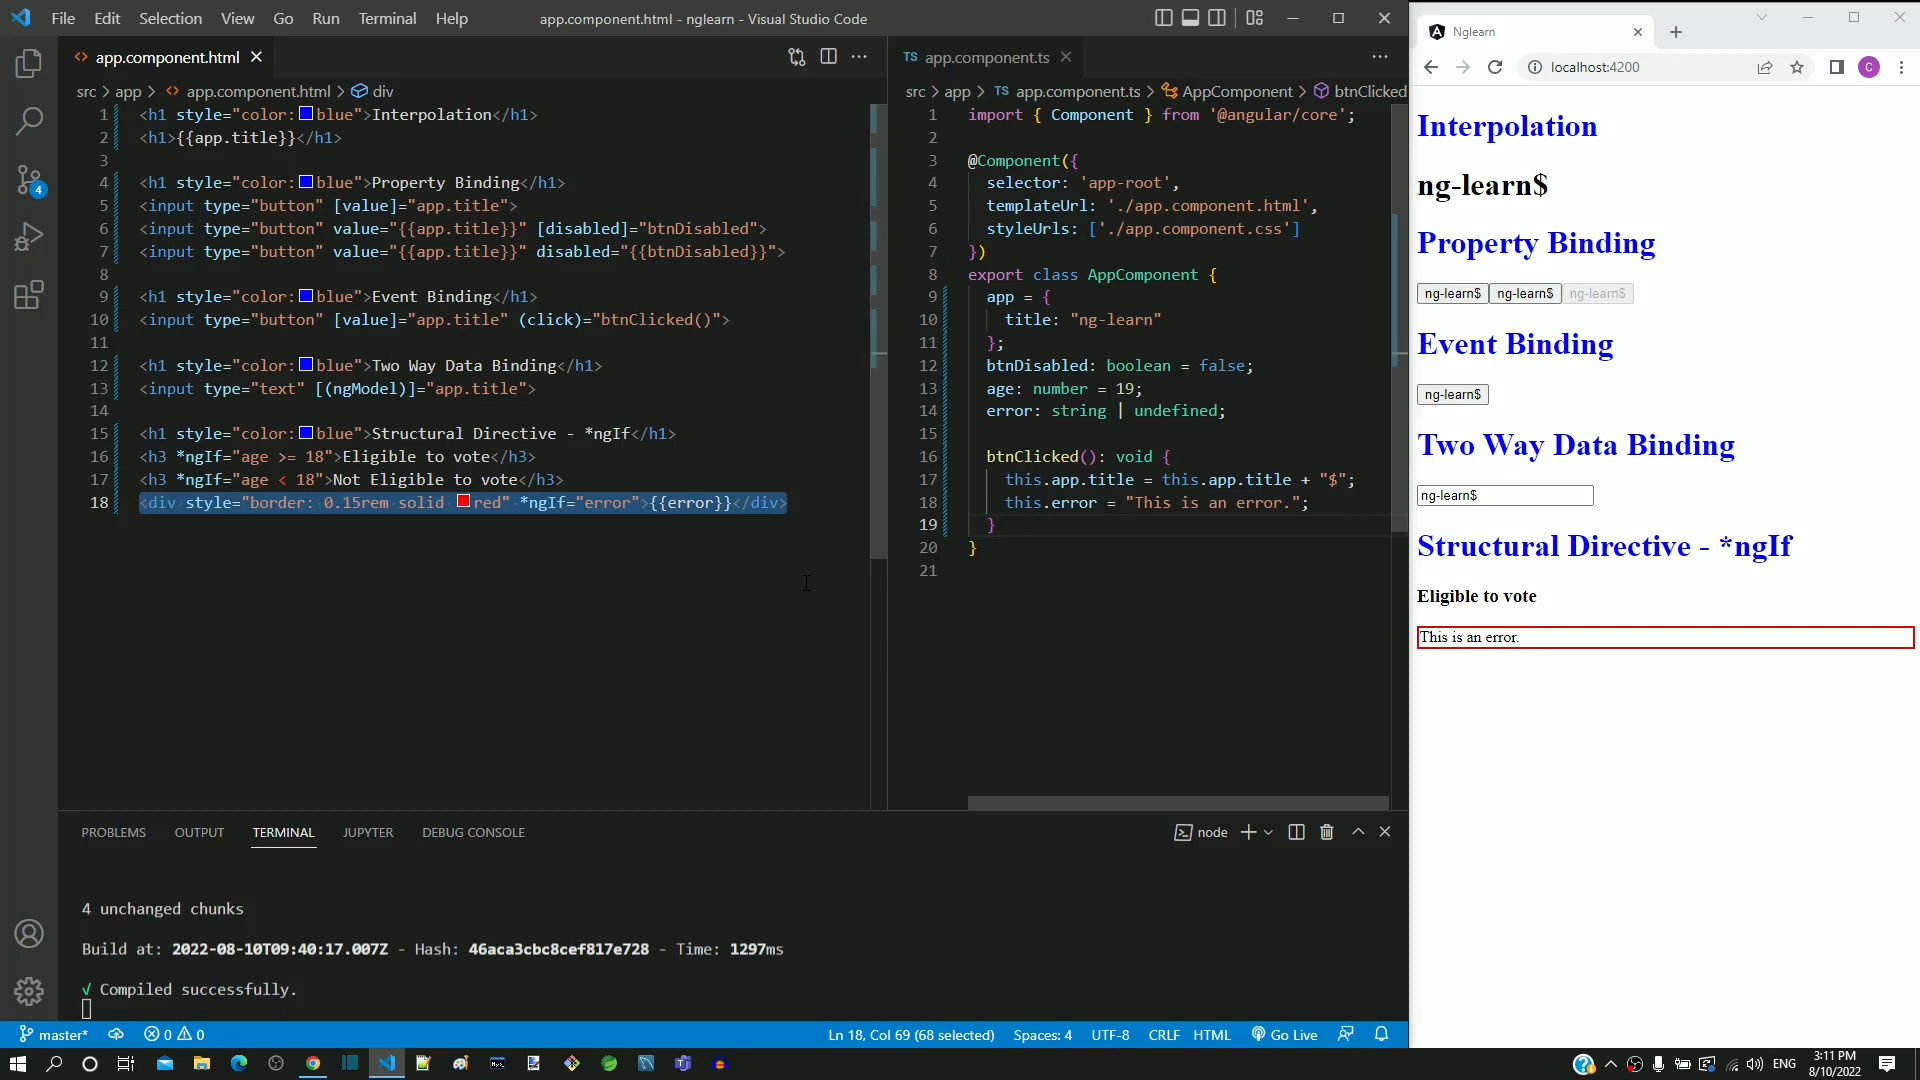 File Edit Selection View Go Run Terminal Help app.component.html - nglearn - Visual Studio Code
app.component.html
src > app > app.component.html > div
1 <h1 style="color:blue">Interpolation</h1>
2 <h1>{{app.title}}</h1>
3
4 <h1 style="color:blue">Property Binding</h1>
5 <input type="button" [value]="app.title">
6 <input type="button" value="{{app.title}}" [disabled]="btnDisabled">
7 <input type="button" value="{{app.title}}" disabled="{{btnDisabled}}">
8
9 <h1 style="color:blue">Event Binding</h1>
10 <input type="button" [value]="app.title" (click)="btnClicked()">
11
12 <h1 style="color:blue">Two Way Data Binding</h1>
13 <input type="text" [(ngModel)]="app.title">
14
15 <h1 style="color:blue">Structural Directive - *ngIf</h1>
16 <h3 *ngIf="age >= 18">Eligible to vote</h3>
17 <h3 *ngIf="age < 18">Not Eligible to vote</h3>
18 <div style="border: 0.15rem solid red" *ngIf="error">{{error}}</div>
TS app.component.ts
src > app > TS app.component.ts > AppComponent > btnClicked
1 import { Component } from '@angular/core';
2
3 @Component({
4 selector: 'app-root',
5 templateUrl: './app.component.html',
6 styleUrls: ['./app.component.css']
7 })
8 export class AppComponent {
9 app = {
10 title: "ng-learn"
11 };
12 btnDisabled: boolean = false;
13 age: number = 19;
14 error: string | undefined;
15
16 btnClicked(): void {
17 this.app.title = this.app.title + "$";
18 this.error = "This is an error.";
19 }
20 }
21
4
PROBLEMS OUTPUT TERMINAL JUPYTER DEBUG CONSOLE
node
4 unchanged chunks
Build at: 2022-08-10T09:40:17.007Z - Hash: 46aca3cbc8cef817e728 - Time: 1297ms
√ Compiled successfully.
master* 0 0 Ln 18, Col 69 (68 selected) Spaces: 4 UTF-8 CRLF HTML Go Live
Nglearn
localhost:4200
C
Interpolation
ng-learn$
Property Binding
ng-learn$ ng-learn$ ng-learn$
Event Binding
ng-learn$
Two Way Data Binding
ng-learn$
Structural Directive - *ngIf
Eligible to vote
This is an error.
ENG
3:11 PM
8/10/2022